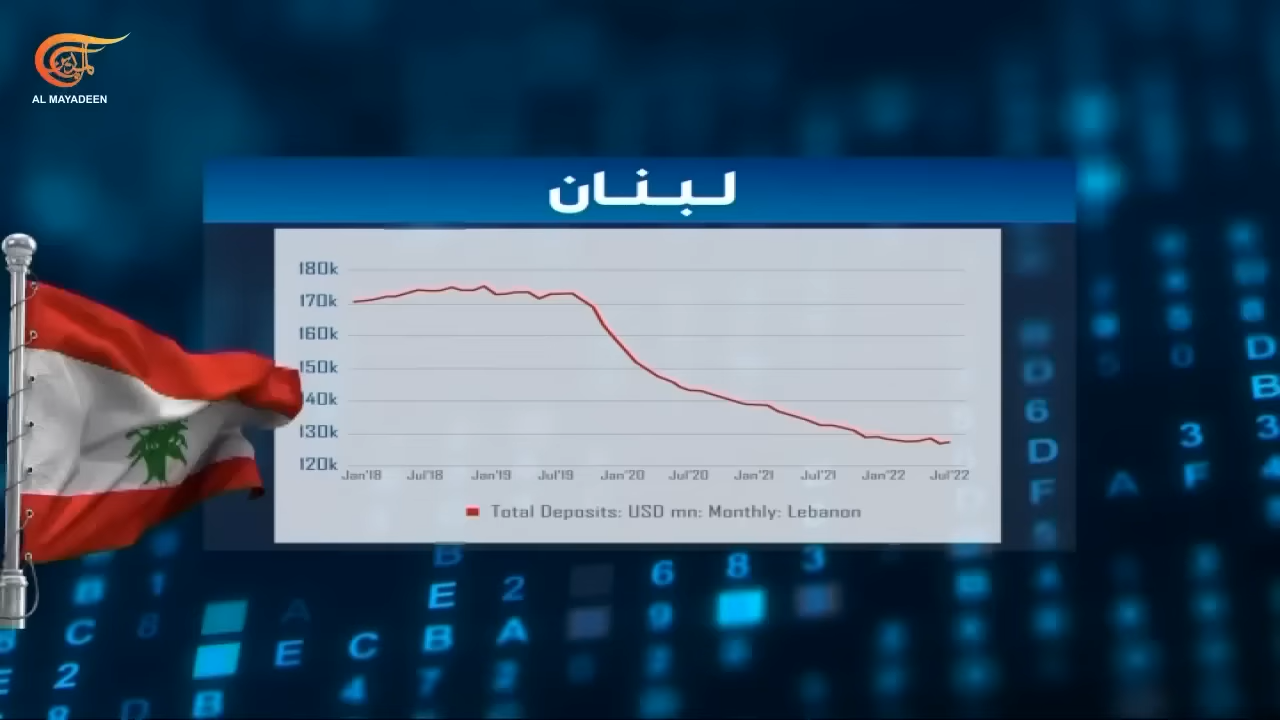 AL MAYADEEN
لبنان
180k
170k
160k
150k
140k
130k
120k
Jan'18 Jul'18 Jan'19 Jul'19 Jan'20 Jul'20 Jan'21 Jul'21 Jan'22 Jul'22
Total Deposits: USD mn: Monthly: Lebanon